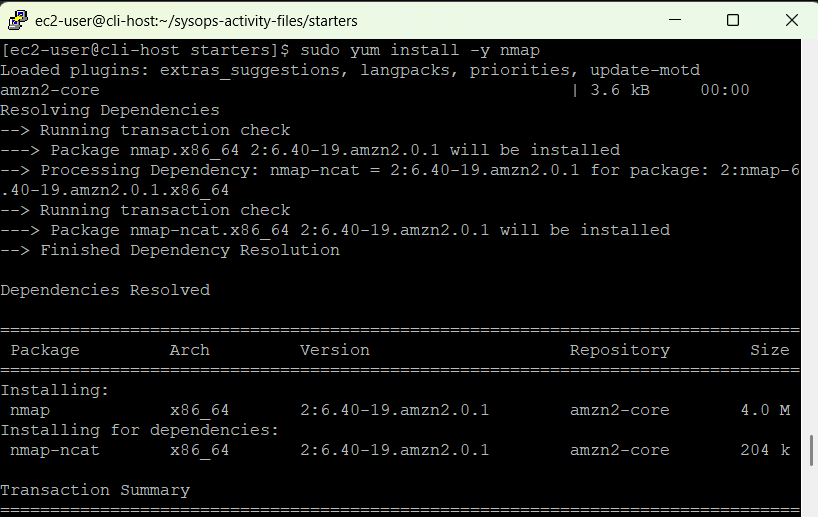 ec2-user@cli-host:~/sysops-activity-files/starters
[ec2-user@cli-host starters]$ sudo yum install -y nmap
Loaded plugins: extras_suggestions, langpacks, priorities, update-motd
amzn2-core                                               | 3.6 kB     00:00
Resolving Dependencies
--> Running transaction check
---> Package nmap.x86_64 2:6.40-19.amzn2.0.1 will be installed
--> Processing Dependency: nmap-ncat = 2:6.40-19.amzn2.0.1 for package: 2:nmap-6
.40-19.amzn2.0.1.x86_64
--> Running transaction check
---> Package nmap-ncat.x86_64 2:6.40-19.amzn2.0.1 will be installed
--> Finished Dependency Resolution

Dependencies Resolved

================================================================================
 Package         Arch         Version                    Repository        Size
================================================================================
Installing:
 nmap            x86_64       2:6.40-19.amzn2.0.1        amzn2-core       4.0 M
Installing for dependencies:
 nmap-ncat       x86_64       2:6.40-19.amzn2.0.1        amzn2-core       204 k

Transaction Summary
================================================================================